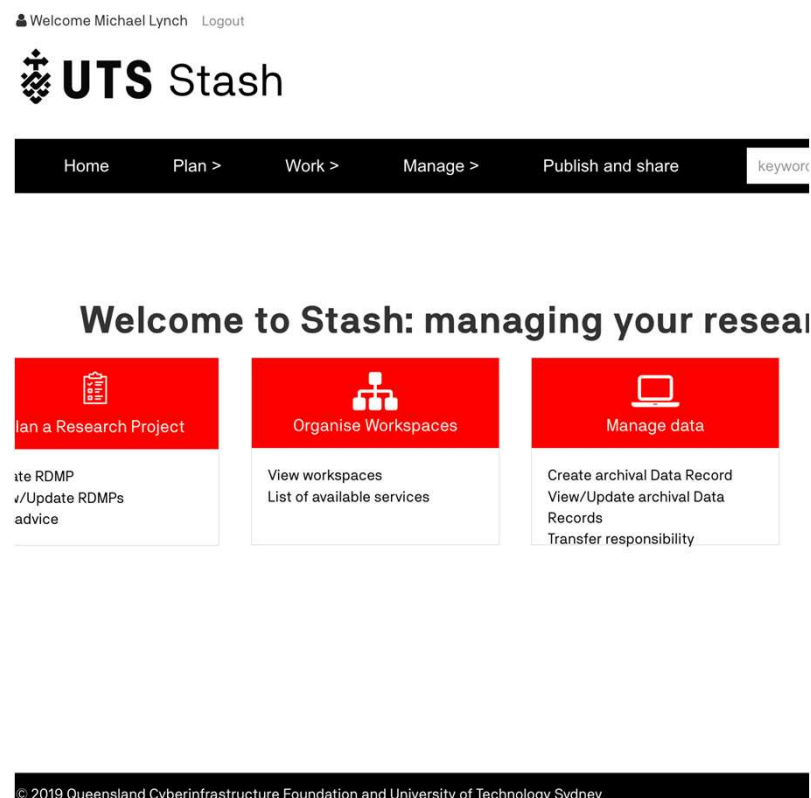 Welcome Michael Lynch Logout
UTS Stash
Home Plan > Work > Manage > Publish and share keyword
Welcome to Stash: managing your resear
lan a Research Project
Organise Workspaces
Manage data
ate RDMP
w/Update RDMPs
advice
View workspaces
List of available services
Create archival Data Record
View/Update archival Data
Records
Transfer responsibility
© 2019 Queensland Cyberinfrastructure Foundation and University of Technology Sydney